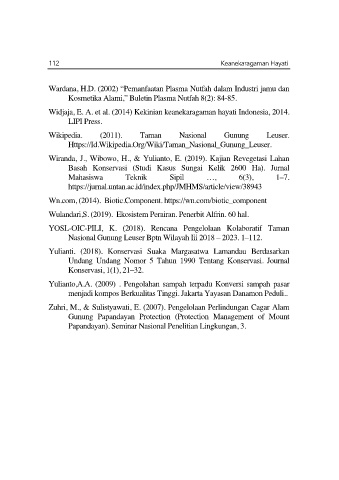 112 Keanekaragaman Hayati
Wardana, H.D. (2002) “Pemanfaatan Plasma Nutfah dalam Industri jamu dan
Kosmetika Alami,” Buletin Plasma Nutfah 8(2): 84-85.
Widjaja, E. A. et al. (2014) Kekinian keanekaragaman hayati Indonesia, 2014.
LIPI Press.
Wikipedia. (2011). Taman Nasional Gunung Leuser.
Https://Id.Wikipedia.Org/Wiki/Taman_Nasional_Gunung_Leuser.
Wiranda, J., Wibowo, H., & Yulianto, E. (2019). Kajian Revegetasi Lahan
Basah Konservasi (Studi Kasus Sungai Kelik 2600 Ha). Jurnal
Mahasiswa Teknik Sipil …, 6(3), 1–7.
https://jurnal.untan.ac.id/index.php/JMHMS/article/view/38943
Wn.com, (2014), Biotic.Component. https://wn.com/biotic_component
Wulandari,S. (2019). Ekosistem Perairan. Penerbit Alfrin. 60 hal.
YOSL-OIC-PILI, K. (2018). Rencana Pengelolaan Kolaboratif Taman
Nasional Gunung Leuser Bptn Wilayah Iii 2018 – 2023. 1–112.
Yulianti. (2018). Konservasi Suaka Margasatwa Lamandau Berdasarkan
Undang Undang Nomor 5 Tahun 1990 Tentang Konservasi. Journal
Konservasi, 1(1), 21–32.
Yulianto,A.A. (2009) . Pengolahan sampah terpadu Konversi sampah pasar
menjadi kompos Berkualitas Tinggi. Jakarta Yayasan Danamon Peduli..
Zuhri, M., & Sulistyawati, E. (2007). Pengelolaan Perlindungan Cagar Alam
Gunung Papandayan Protection (Protection Management of Mount
Papandayan). Seminar Nasional Penelitian Lingkungan, 3.